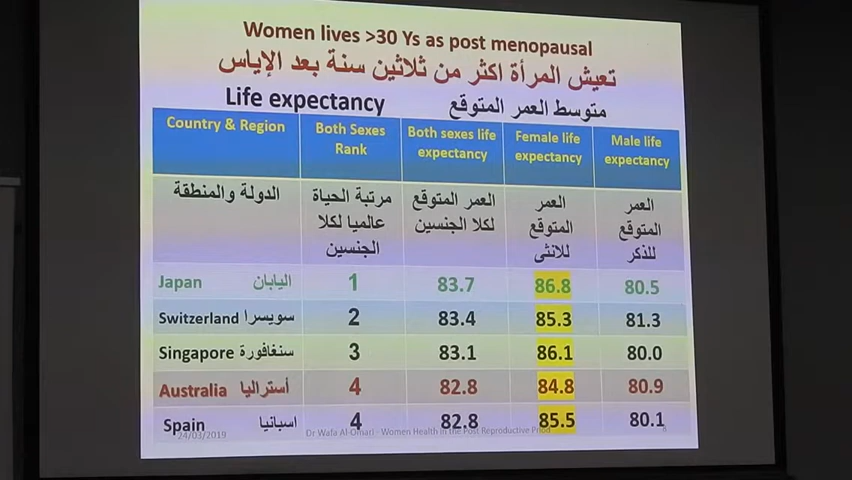 Women lives >30 Ys as post menopausal
تعيش المرأة اكثر من ثلاثين سنة بعد الإياس
Life expectancy متوسط العمر المتوقع
Country & Region Both Sexes Rank Both sexes life expectancy Female life expectancy Male life expectancy
الدولة والمنطقة مرتبة الحياة عالميا لكلا الجنسين العمر المتوقع لكلا الجنسين العمر المتوقع للانثى العمر المتوقع للذكر
Japan اليابان 1 83.7 86.8 80.5
Switzerland سويسرا 2 83.4 85.3 81.3
Singapore سنغافورة 3 83.1 86.1 80.0
Australia أستراليا 4 82.8 84.8 80.9
Spain اسبانيا 4 82.8 85.5 80.1
24/03/2019 Dr Wafa Al-Omari - Women Health in the Post Reproductive